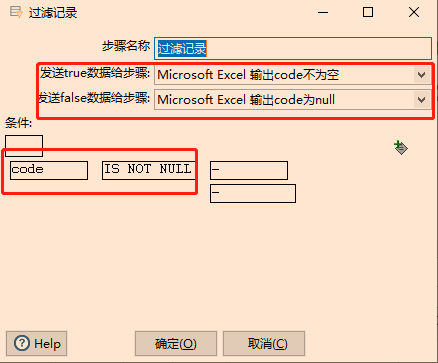 过滤记录
步骤名称 过滤记录
发送true数据给步骤: Microsoft Excel 输出code不为空
发送false数据给步骤: Microsoft Excel 输出code为null
条件:
code IS NOT NULL -
-
Help 确定(O) 取消(C)